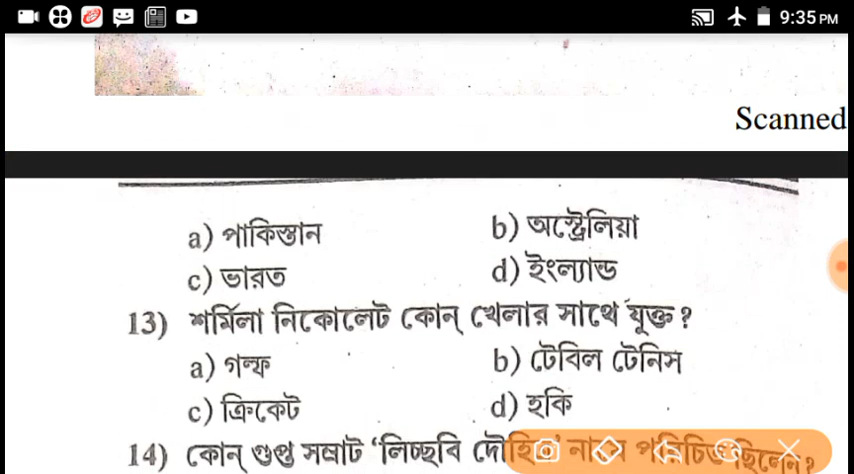 9:35 PM
Scanned
a) পাকিস্তান b) অস্ট্রেলিয়া
c) ভারত d) ইংল্যান্ড
13) শর্মিলা নিকোলেট কোন্ খেলার সাথে যুক্ত?
a) গল্ফ b) টেবিল টেনিস
c) ক্রিকেট d) হকি
14) কোন্ গুপ্ত সম্রাট ‘লিচ্ছবি দৌহিত্র’ নামে পরিচিত ছিলেন?